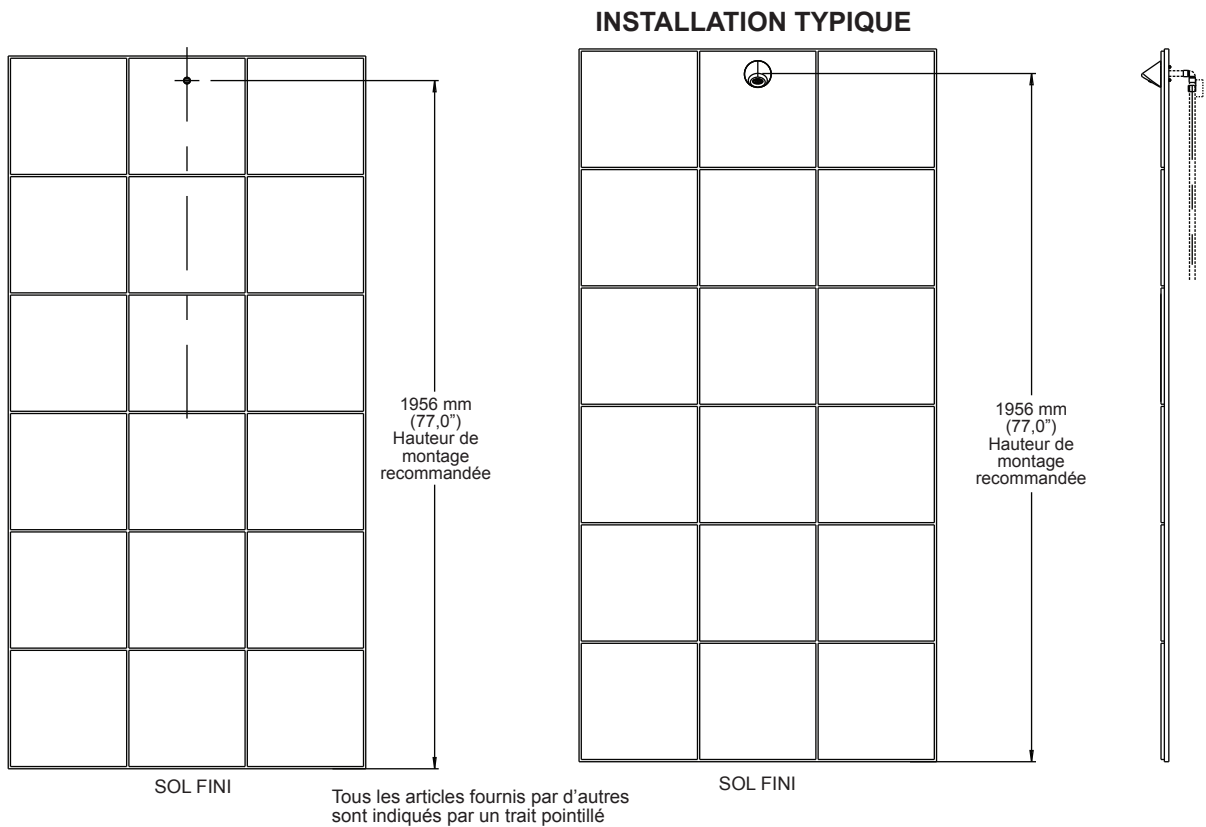 INSTALLATION TYPIQUE
1956 mm
(77,0”)
Hauteur de
montage
recommandée
1956 mm
(77,0”)
Hauteur de
montage
recommandée
SOL FINI
SOL FINI
Tous les articles fournis par d’autres
sont indiqués par un trait pointillé